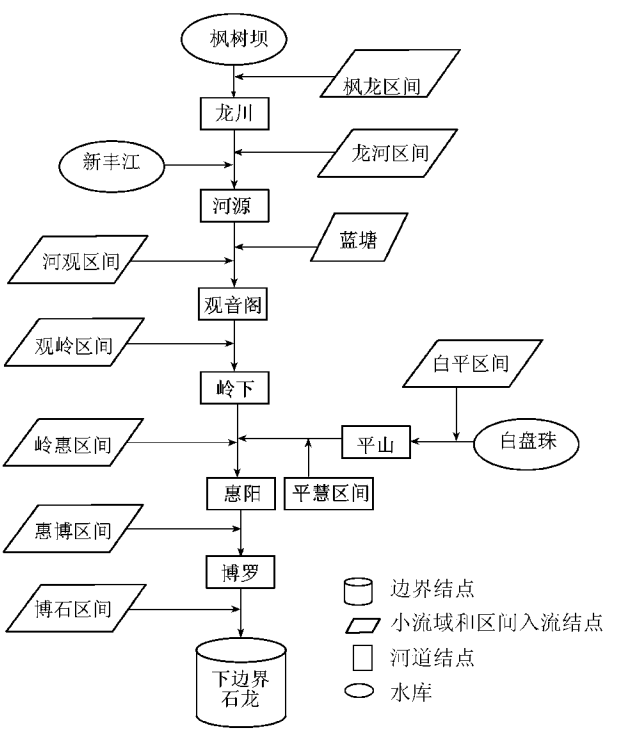 枫树坝
枫龙区间
龙川
新丰江
龙河区间
河源
蓝塘
河观区间
观音阁
观岭区间
白平区间
岭下
岭惠区间
平山
白盘珠
惠阳
平慧区间
惠博区间
博罗
博石区间
边界结点
小流域和区间入流结点
河道结点
水库
下边界
石龙